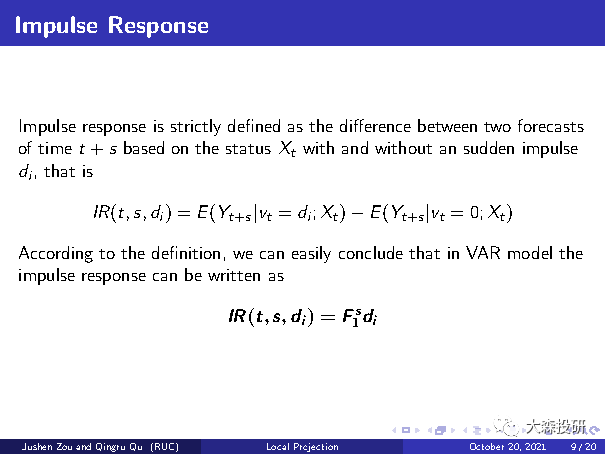 Impulse Response
Impulse response is strictly defined as the difference between two forecasts
of time t + s based on the status X_t with and without an sudden impulse
d_i, that is
IR(t, s, d_i) = E(Y_{t+s}|v_t = d_i; X_t) − E(Y_{t+s}|v_t = 0; X_t)
According to the definition, we can easily conclude that in VAR model the
impulse response can be written as
IR(t, s, d_i) = F_1^s d_i
大森投研
Jushen Zou and Qingru Qu (RUC) Local Projection October 20, 2021 9 / 20